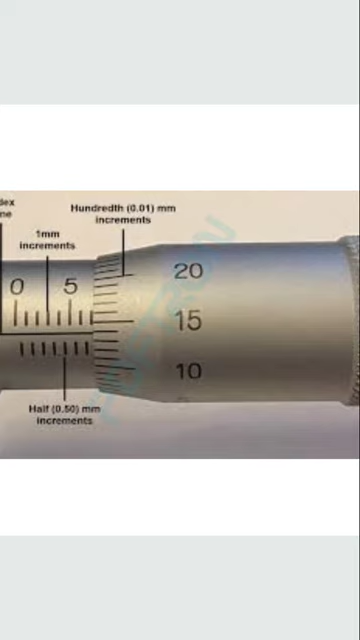 dex
ne
Hundredth (0.01) mm
increments
1mm
increments
0 5
20
15
10
Half (0.50) mm
increments